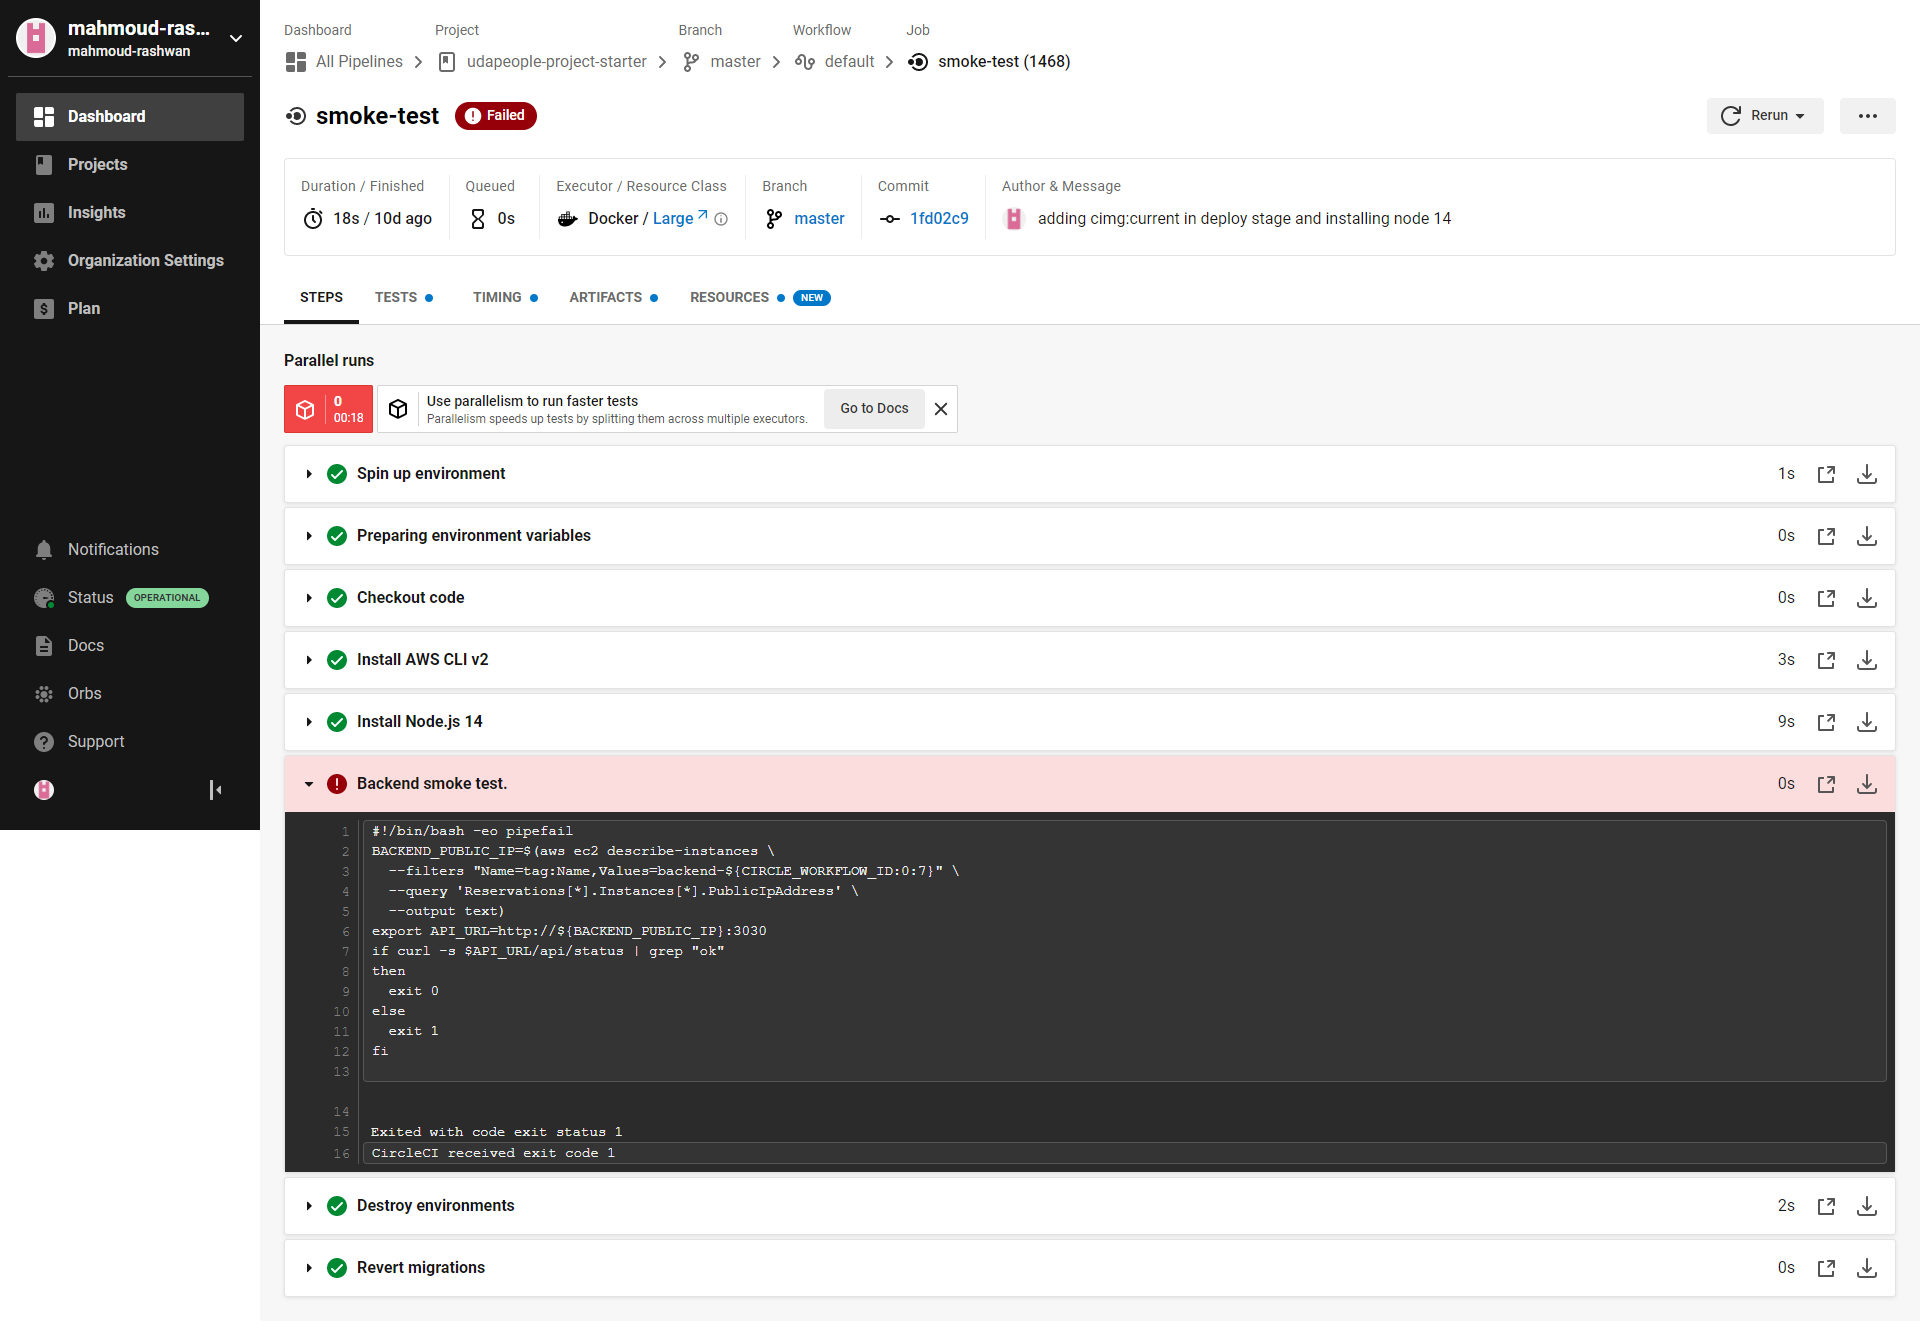 mahmoud-ras...
mahmoud-rashwan
Dashboard
Projects
Insights
Organization Settings
Plan
Notifications
Status OPERATIONAL
Docs
Orbs
Support
Dashboard Project Branch Workflow Job
All Pipelines udapeople-project-starter master default smoke-test (1468)
smoke-test Failed
Rerun
Duration / Finished Queued Executor / Resource Class Branch Commit Author & Message
18s / 10d ago 0s Docker / Large master 1fd02c9 adding cimg:current in deploy stage and installing node 14
STEPS TESTS TIMING ARTIFACTS RESOURCES NEW
Parallel runs
0
00:18
Use parallelism to run faster tests
Parallelism speeds up tests by splitting them across multiple executors.
Go to Docs
Spin up environment 1s
Preparing environment variables 0s
Checkout code 0s
Install AWS CLI v2 3s
Install Node.js 14 9s
Backend smoke test. 0s
1 #!/bin/bash -eo pipefail
2 BACKEND_PUBLIC_IP=$(aws ec2 describe-instances \
3 --filters "Name=tag:Name,Values=backend-${CIRCLE_WORKFLOW_ID:0:7}" \
4 --query 'Reservations[*].Instances[*].PublicIpAddress' \
5 --output text)
6 export API_URL=http://${BACKEND_PUBLIC_IP}:3030
7 if curl -s $API_URL/api/status | grep "ok"
8 then
9 exit 0
10 else
11 exit 1
12 fi
13
14
15 Exited with code exit status 1
16 CircleCI received exit code 1
Destroy environments 2s
Revert migrations 0s